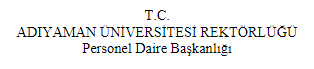 T.C.
ADIYAMAN ÜNİVERSİTESİ REKTÖRLÜĞÜ
Personel Daire Başkanlığı